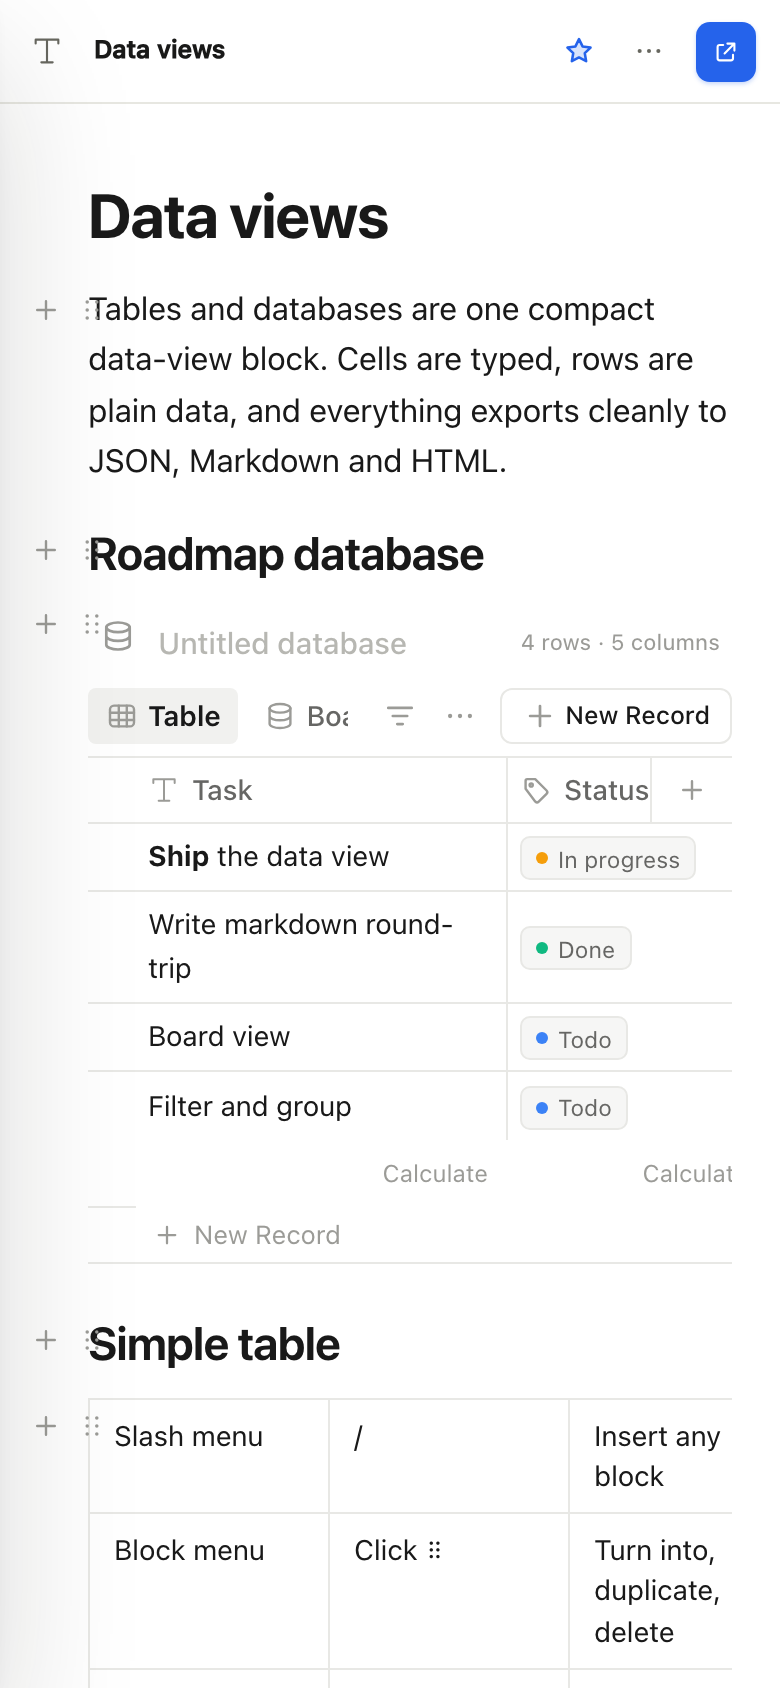 Data views
Data views
Tables and databases are one compact
data-view block. Cells are typed, rows are
plain data, and everything exports cleanly to
JSON, Markdown and HTML.
Roadmap database
Untitled database 4 rows · 5 columns
Table Boa New Record
Task Status
Ship the data view In progress
Write markdown round-
trip
Done
Board view Todo
Filter and group Todo
Calculate Calculat
New Record
Simple table
Slash menu / Insert any
block
Block menu Click ⠿ Turn into,
duplicate,
delete